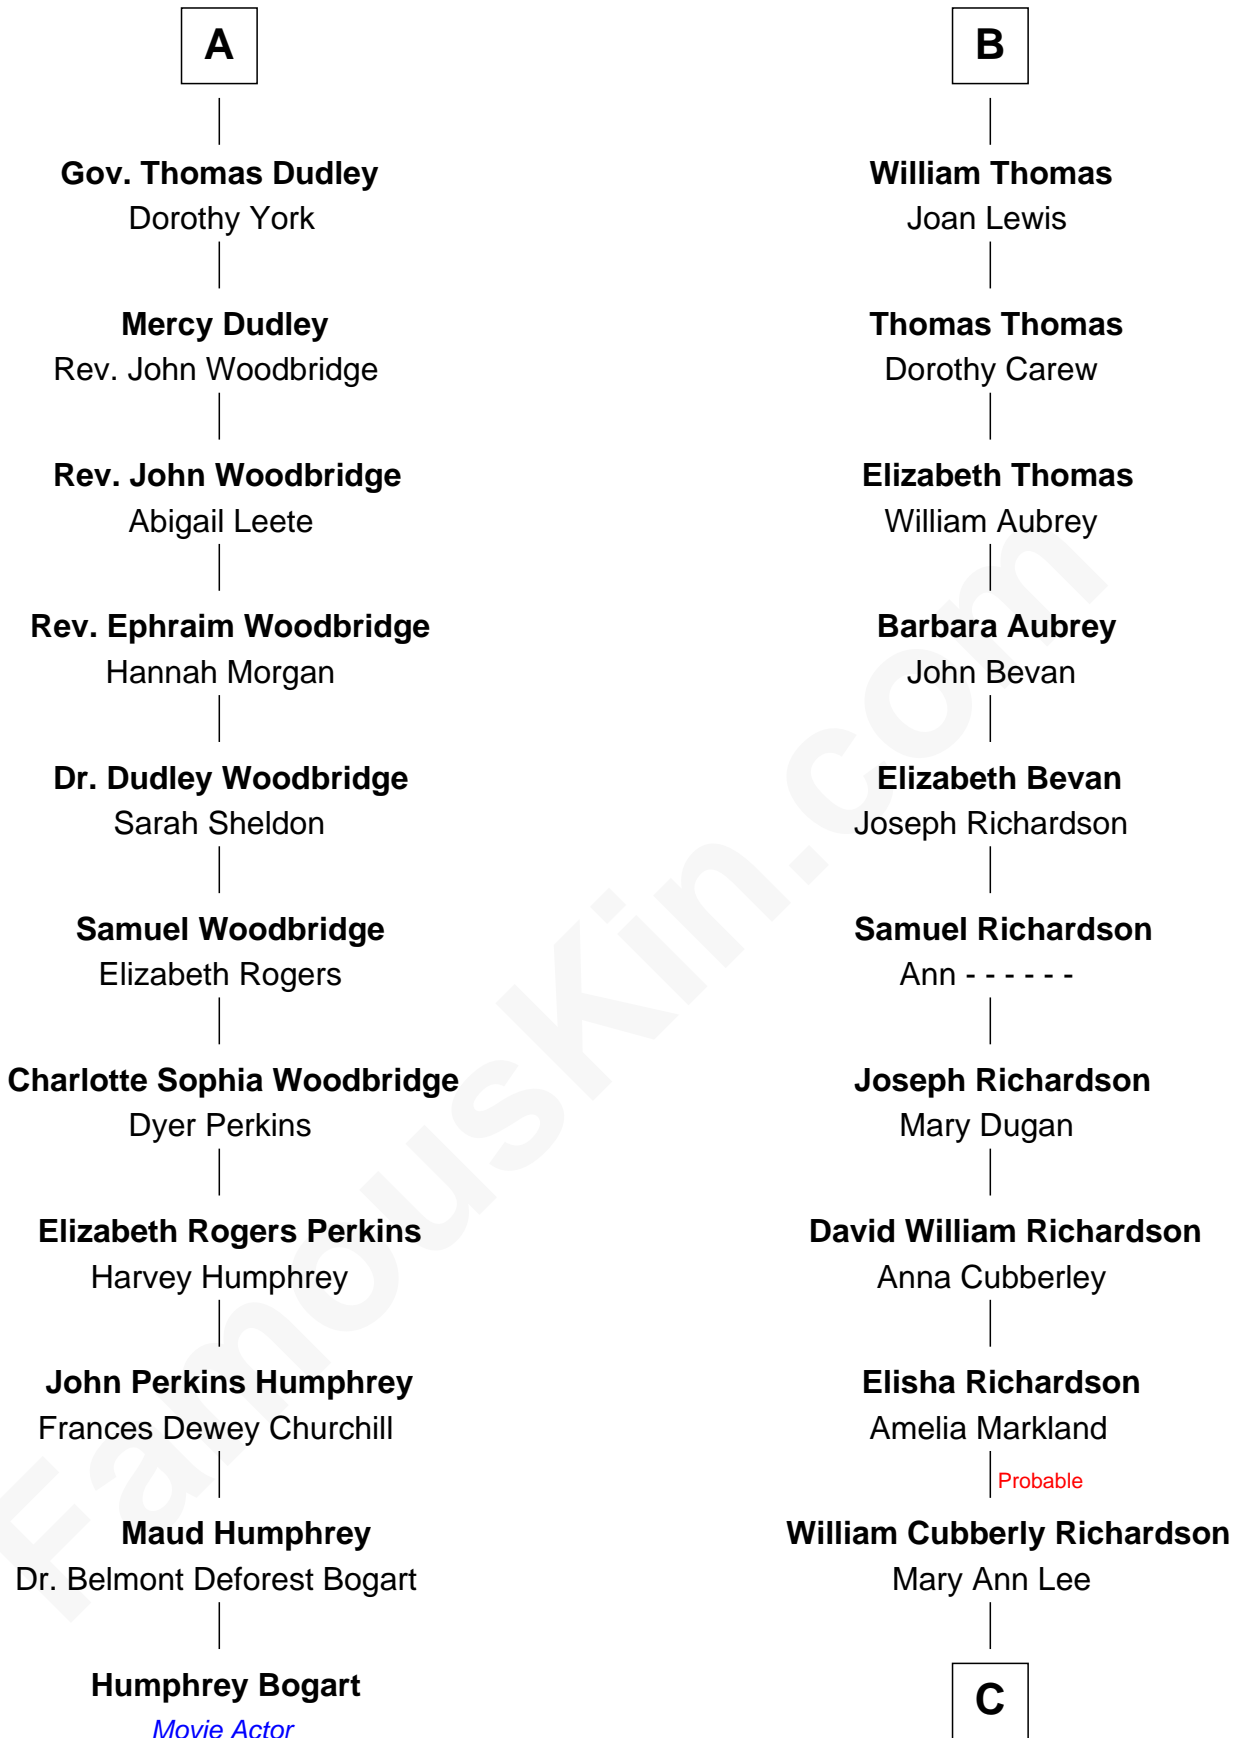 A
Gov. Thomas Dudley
Dorothy York
Mercy Dudley
Rev. John Woodbridge
Rev. John Woodbridge
Abigail Leete
Rev. Ephraim Woodbridge
Hannah Morgan
Dr. Dudley Woodbridge
Sarah Sheldon
Samuel Woodbridge
Elizabeth Rogers
Charlotte Sophia Woodbridge
Dyer Perkins
Elizabeth Rogers Perkins
Harvey Humphrey
John Perkins Humphrey
Frances Dewey Churchill
Maud Humphrey
Dr. Belmont Deforest Bogart
Humphrey Bogart
Movie Actor
B
William Thomas
Joan Lewis
Thomas Thomas
Dorothy Carew
Elizabeth Thomas
William Aubrey
Barbara Aubrey
John Bevan
Elizabeth Bevan
Joseph Richardson
Samuel Richardson
Ann - - - - - -
Joseph Richardson
Mary Dugan
David William Richardson
Anna Cubberley
Elisha Richardson
Amelia Markland
Probable
William Cubberly Richardson
Mary Ann Lee
C
FamousKin.com